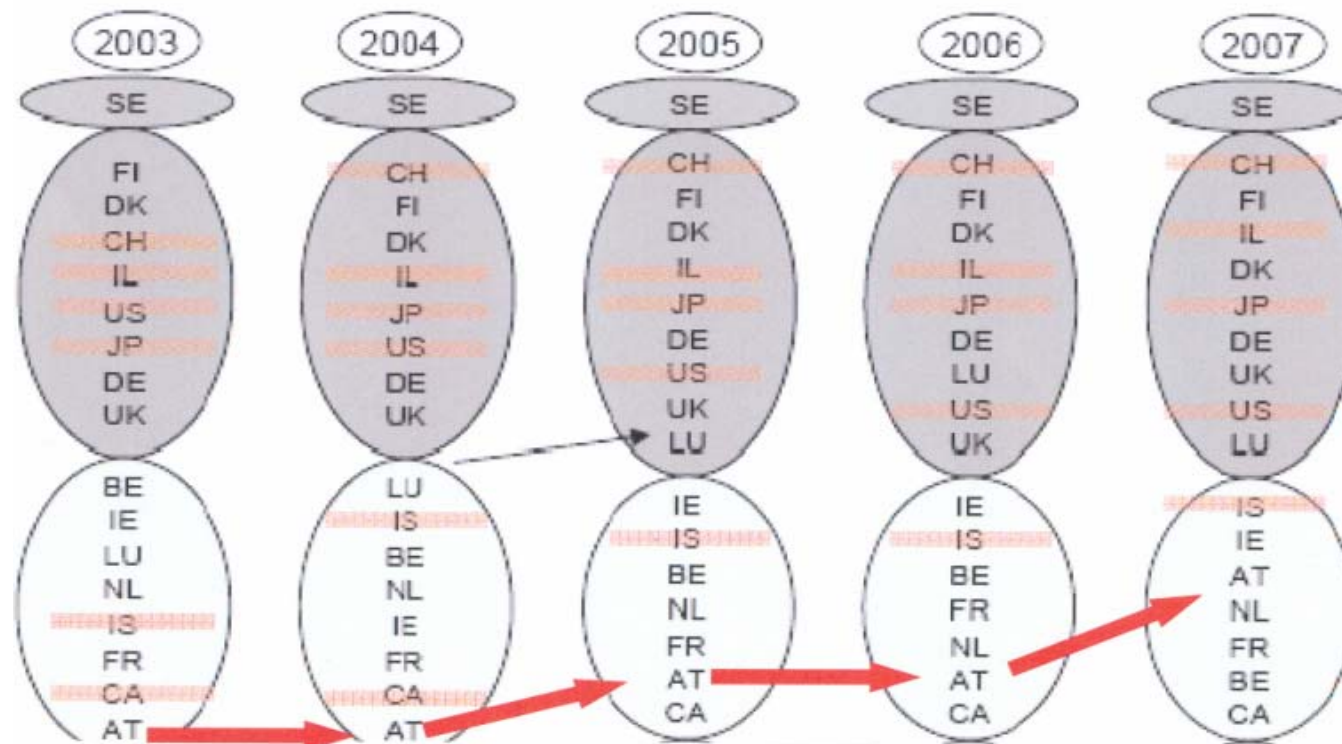 2003 2004 2005 2006 2007
SE SE SE SE SE
FI CH CH CH CH
DK FI FI FI FI
CH DK DK DK IL
IL IL IL IL DK
US JP JP JP JP
JP US DE DE DE
DE DE US LU UK
UK UK UK US US
LU UK LU
BE LU IE IE IS
IE IS IS IS IE
LU BE BE BE AT
NL NL NL FR NL
IS IE FR NL FR
FR FR AT AT BE
CA CA CA CA CA
AT AT